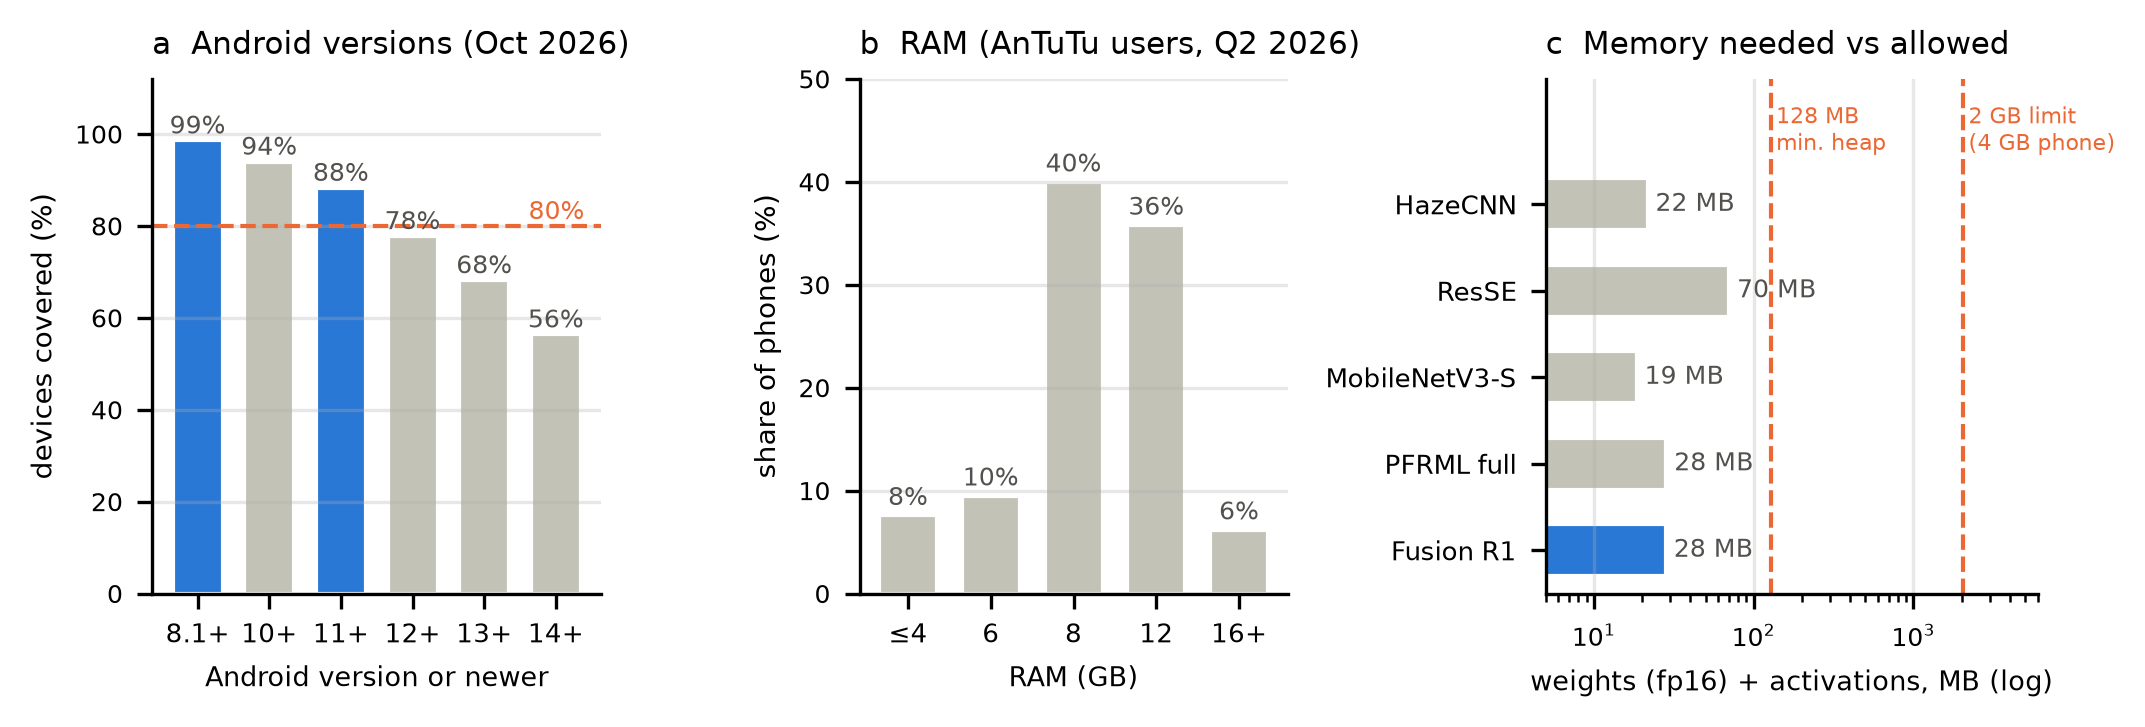 a Android versions (Oct 2026)
devices covered (%)
100
80
60
40
20
0
99%
94%
88%
78%
68%
56%
80%
8.1+ 10+ 11+ 12+ 13+ 14+
Android version or newer
b RAM (AnTuTu users, Q2 2026)
share of phones (%)
50
40
30
20
10
0
8%
10%
40%
36%
6%
≤4 6 8 12 16+
RAM (GB)
c Memory needed vs allowed
128 MB
min. heap
2 GB limit
(4 GB phone)
HazeCNN 22 MB
ResSE 70 MB
MobileNetV3-S 19 MB
PFRML full 28 MB
Fusion R1 28 MB
10¹ 10² 10³
weights (fp16) + activations, MB (log)